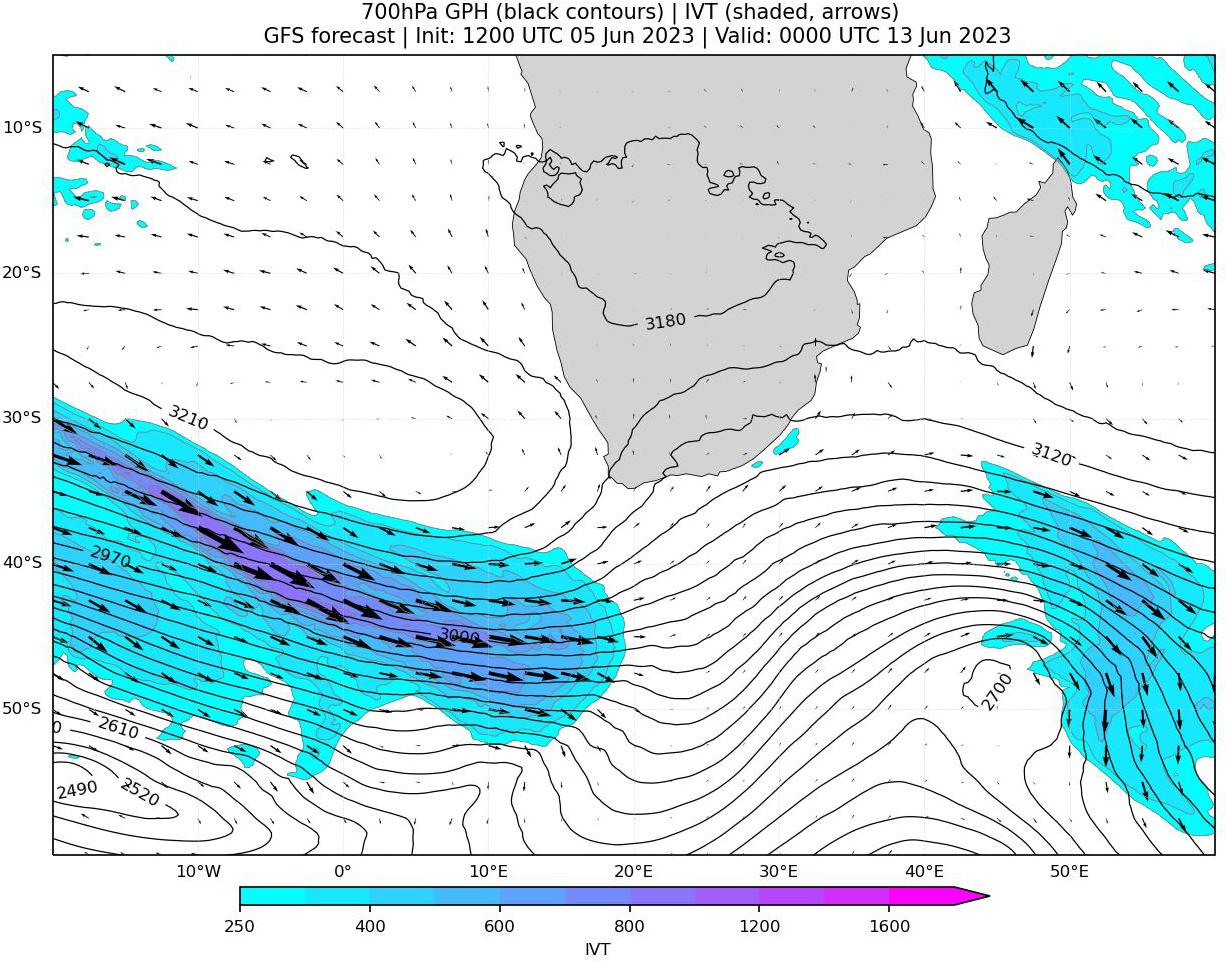 700hPa GPH (black contours) | IVT (shaded, arrows)
GFS forecast | Init: 1200 UTC 05 Jun 2023 | Valid: 0000 UTC 13 Jun 2023
10°S
20°S
3180
3210
30°S
3120
2970
40°S
3000
2700
50°S
0
2610
2490
2520
10°W 0° 10°E 20°E 30°E 40°E 50°E
250 400 600 800 1200 1600
IVT